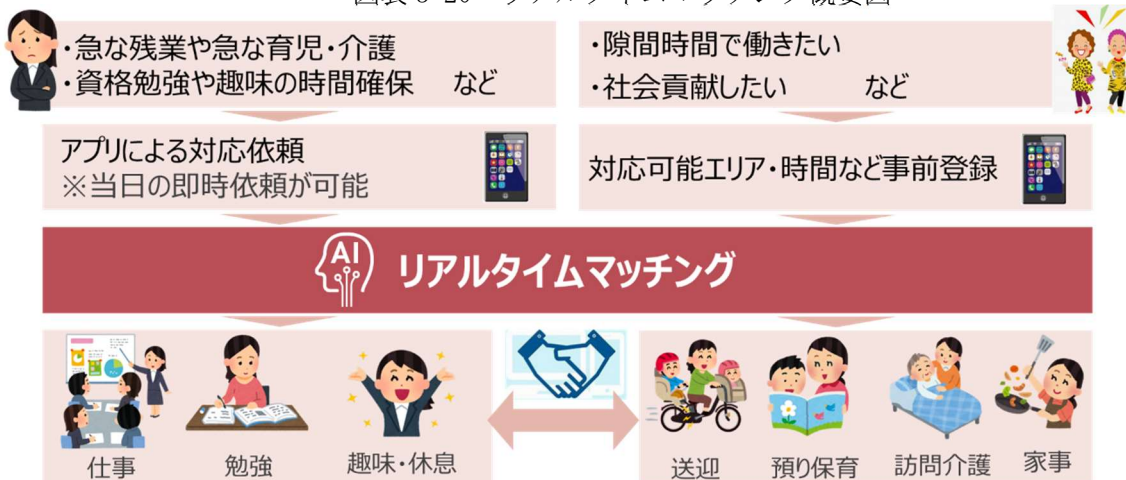 ・急な残業や急な育児・介護
・資格勉強や趣味の時間確保 など
・隙間時間で働きたい
・社会貢献したい など
アプリによる対応依頼
※当日の即時依頼が可能
対応可能エリア・時間など事前登録
AI
リアルタイムマッチング
仕事
勉強
趣味・休息
送迎
預り保育
訪問介護
家事